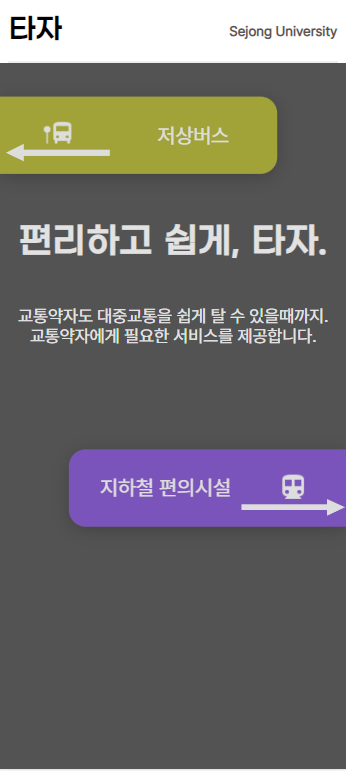 타자
Sejong University
저상버스
편리하고 쉽게, 타자.
교통약자도 대중교통을 쉽게 탈 수 있을때까지.
교통약자에게 필요한 서비스를 제공합니다.
지하철 편의시설